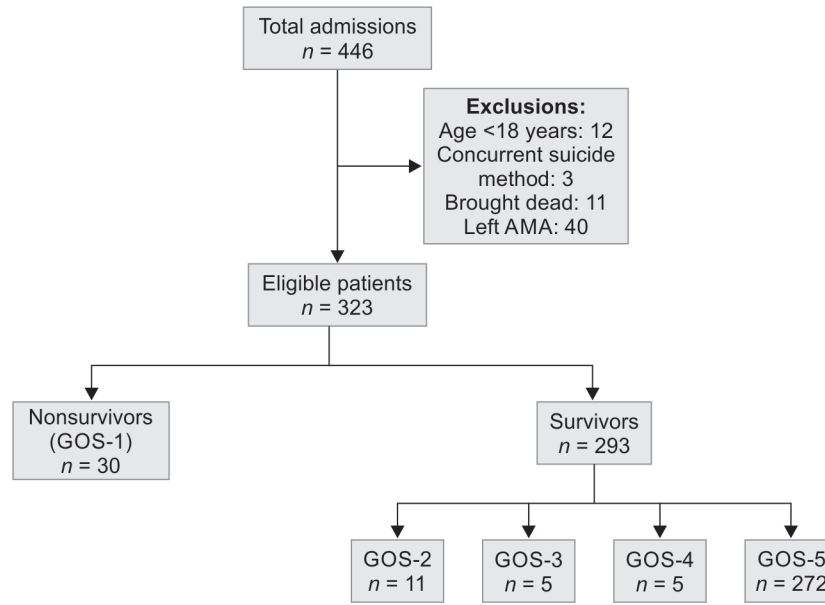 Total admissions
n = 446
Exclusions:
Age <18 years: 12
Concurrent suicide
method: 3
Brought dead: 11
Left AMA: 40
Eligible patients
n = 323
Nonsurvivors
(GOS-1)
n = 30
Survivors
n = 293
GOS-2
n = 11
GOS-3
n = 5
GOS-4
n = 5
GOS-5
n = 272